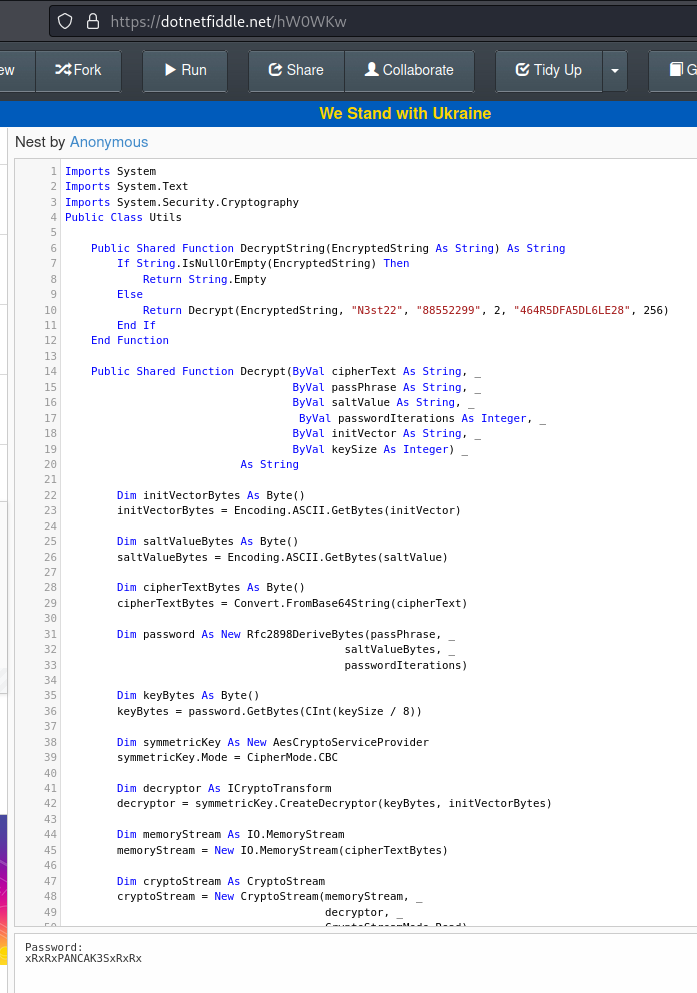 https://dotnetfiddle.net/hW0WKw
ew
Fork
Run
Share
Collaborate
Tidy Up
G
We Stand with Ukraine
Nest by Anonymous
1 Imports System
2 Imports System.Text
3 Imports System.Security.Cryptography
4 Public Class Utils
5
6 Public Shared Function DecryptString(EncryptedString As String) As String
7 If String.IsNullOrEmpty(EncryptedString) Then
8 Return String.Empty
9 Else
10 Return Decrypt(EncryptedString, "N3st22", "88552299", 2, "464R5DFA5DL6LE28", 256)
11 End If
12 End Function
13
14 Public Shared Function Decrypt(ByVal cipherText As String, _
15 ByVal passPhrase As String, _
16 ByVal saltValue As String, _
17 ByVal passwordIterations As Integer, _
18 ByVal initVector As String, _
19 ByVal keySize As Integer) _
20 As String
21
22 Dim initVectorBytes As Byte()
23 initVectorBytes = Encoding.ASCII.GetBytes(initVector)
24
25 Dim saltValueBytes As Byte()
26 saltValueBytes = Encoding.ASCII.GetBytes(saltValue)
27
28 Dim cipherTextBytes As Byte()
29 cipherTextBytes = Convert.FromBase64String(cipherText)
30
31 Dim password As New Rfc2898DeriveBytes(passPhrase, _
32 saltValueBytes, _
33 passwordIterations)
34
35 Dim keyBytes As Byte()
36 keyBytes = password.GetBytes(CInt(keySize / 8))
37
38 Dim symmetricKey As New AesCryptoServiceProvider
39 symmetricKey.Mode = CipherMode.CBC
40
41 Dim decryptor As ICryptoTransform
42 decryptor = symmetricKey.CreateDecryptor(keyBytes, initVectorBytes)
43
44 Dim memoryStream As IO.MemoryStream
45 memoryStream = New IO.MemoryStream(cipherTextBytes)
46
47 Dim cryptoStream As CryptoStream
48 cryptoStream = New CryptoStream(memoryStream, _
49 decryptor, _
50 CryptoStreamMode.Read)
Password:
xRxRxPANCAK3SxRxRx